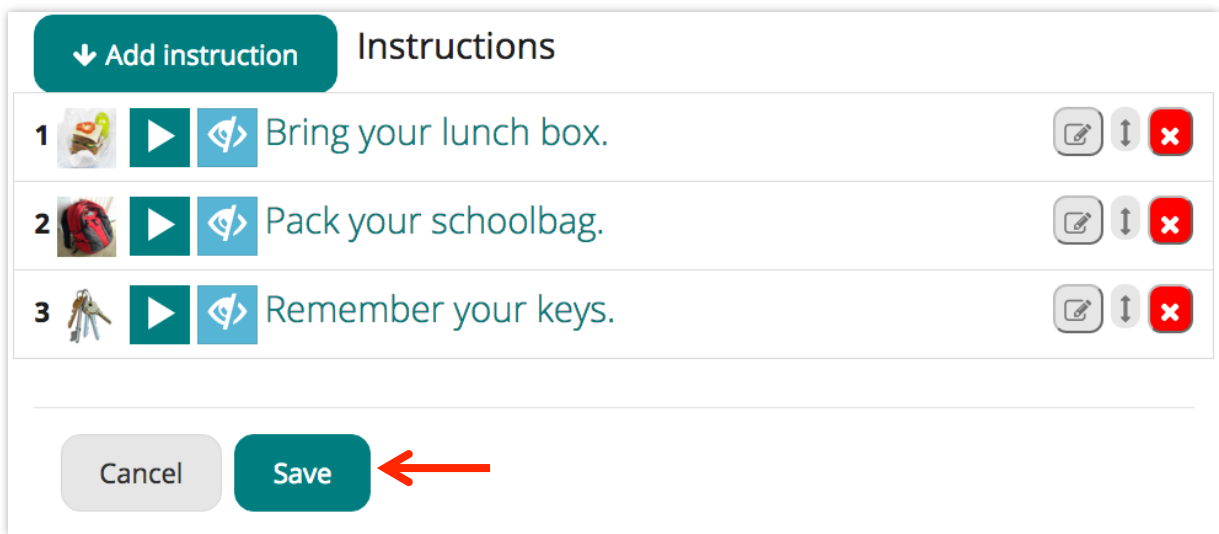 Add instruction Instructions
1 Bring your lunch box.
2 Pack your schoolbag.
3 Remember your keys.
Cancel Save